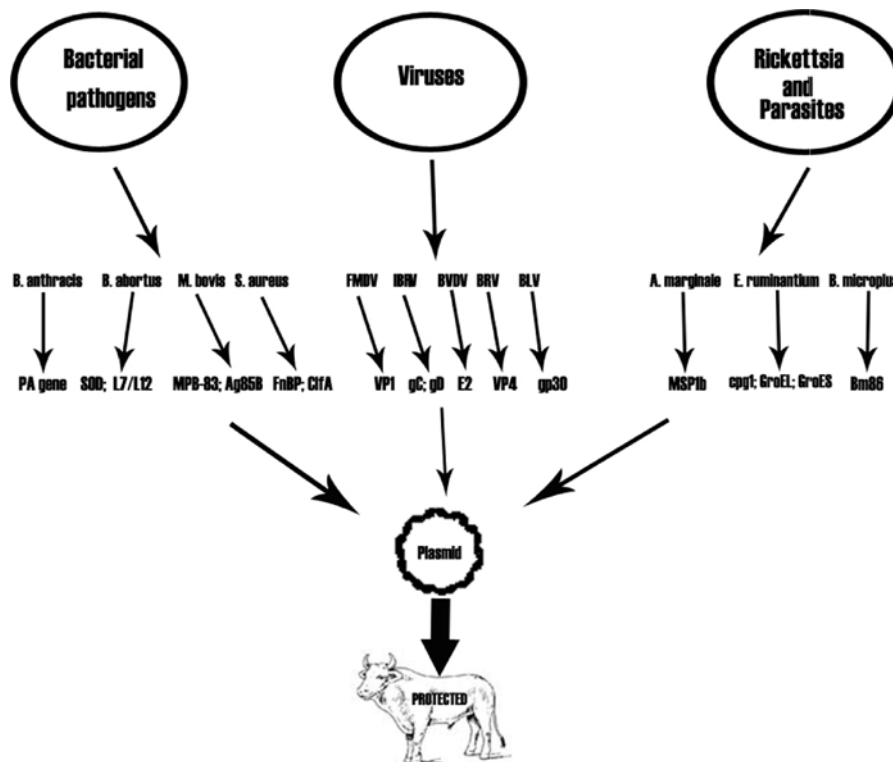 Bacterial
pathogens
Viruses
Rickettsia
and
Parasites
B. anthracis B. abortus M. bovis S. aureus
FMDV IBRV BVDV BRV BLV
A. marginale E. ruminantium B. microplus
PA gene SOD; L7/L12 MPB-83; Ag85B FnBP; ClfA
VP1 gC; gD E2 VP4 gp30
MSP1b cpg1; GroEL; GroES Bm86
Plasmid
PROTECTED